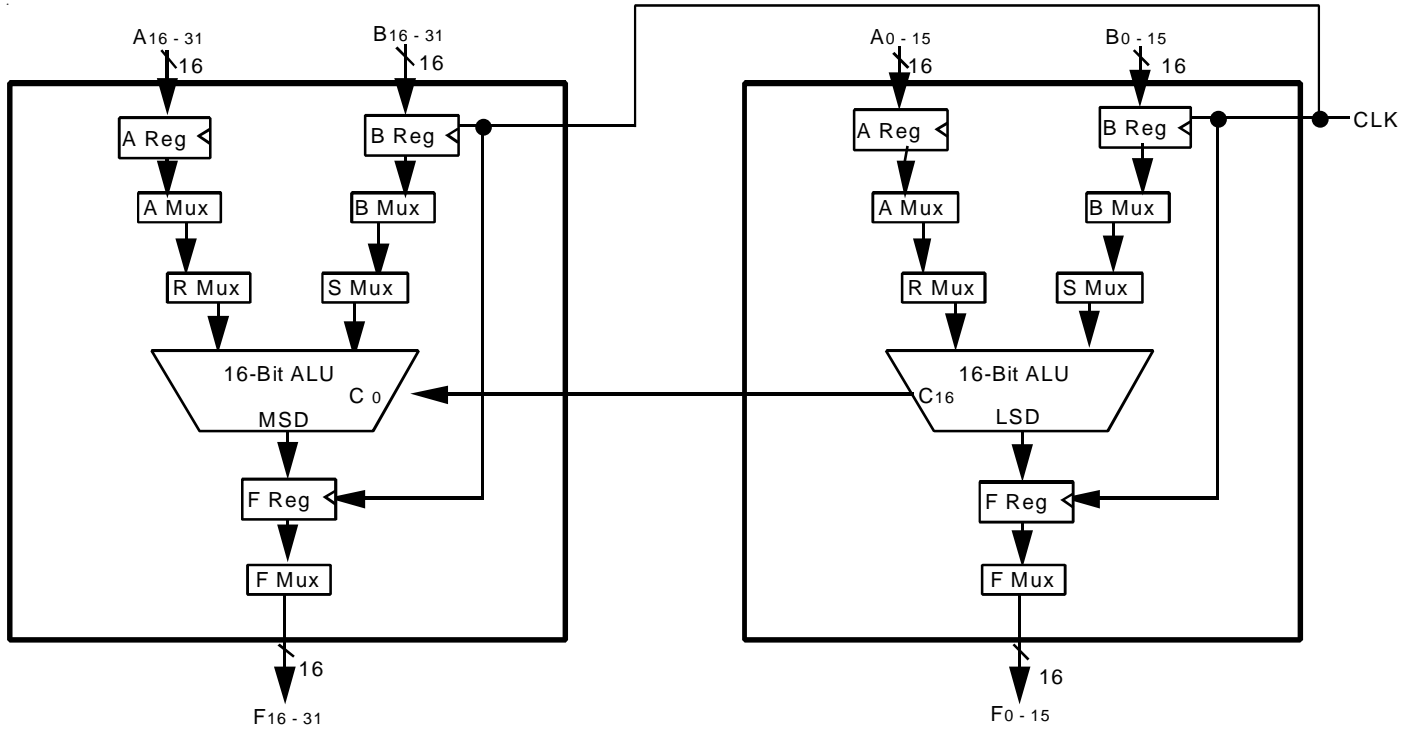 A16 - 31
16
B16 - 31
16
A Reg
B Reg
A Mux
B Mux
R Mux
S Mux
16-Bit ALU
C 0
MSD
F Reg
F Mux
16
F16 - 31
A0 - 15
16
B0 - 15
16
CLK
A Reg
B Reg
A Mux
B Mux
R Mux
S Mux
16-Bit ALU
C16
LSD
F Reg
F Mux
16
F0 - 15